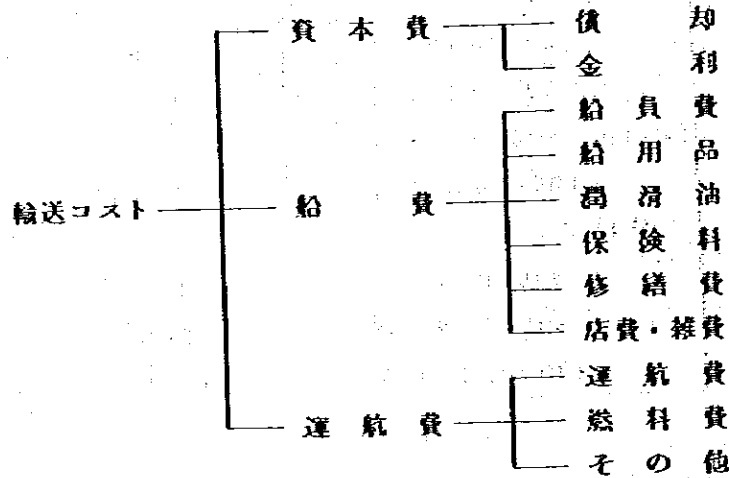 輸送コスト
資本費
償却
金利
船費
船員費
船用品
潤滑油
保険料
修繕費
店費・雑費
運航費
運航費
燃料費
その他